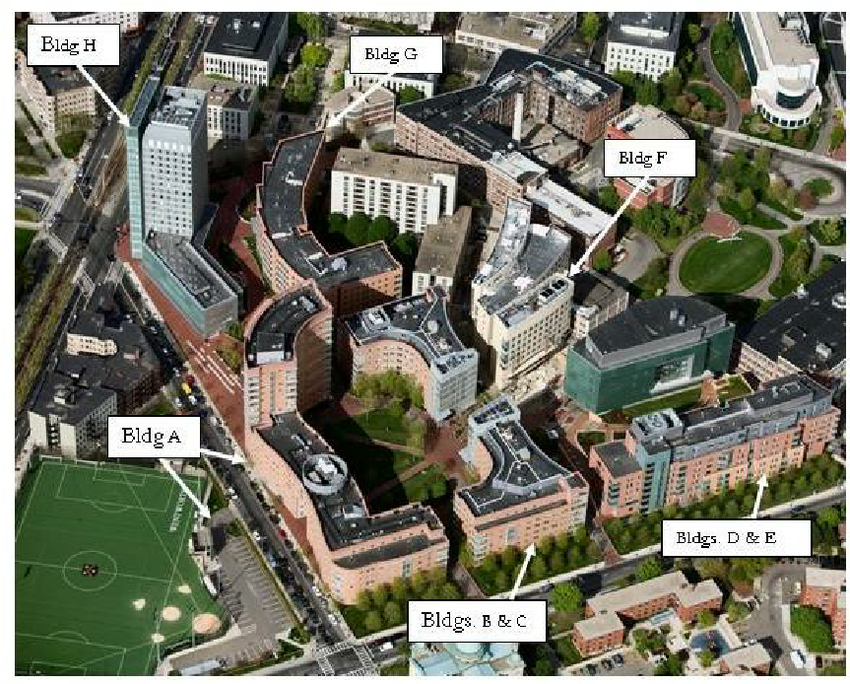 Bldg H
Bldg G
Bldg F
Bldg A
Bldgs. D & E
Bldgs. B & C